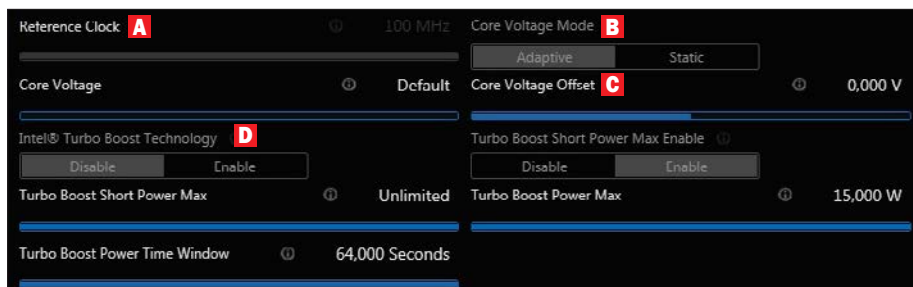 Reference Clock A 100 MHz
Core Voltage Mode B
Adaptive Static
Core Voltage Default
Core Voltage Offset C 0,000 V
Intel® Turbo Boost Technology D
Disable Enable
Turbo Boost Short Power Max Enable
Disable Enable
Turbo Boost Short Power Max Unlimited
Turbo Boost Power Max 15,000 W
Turbo Boost Power Time Window 64,000 Seconds